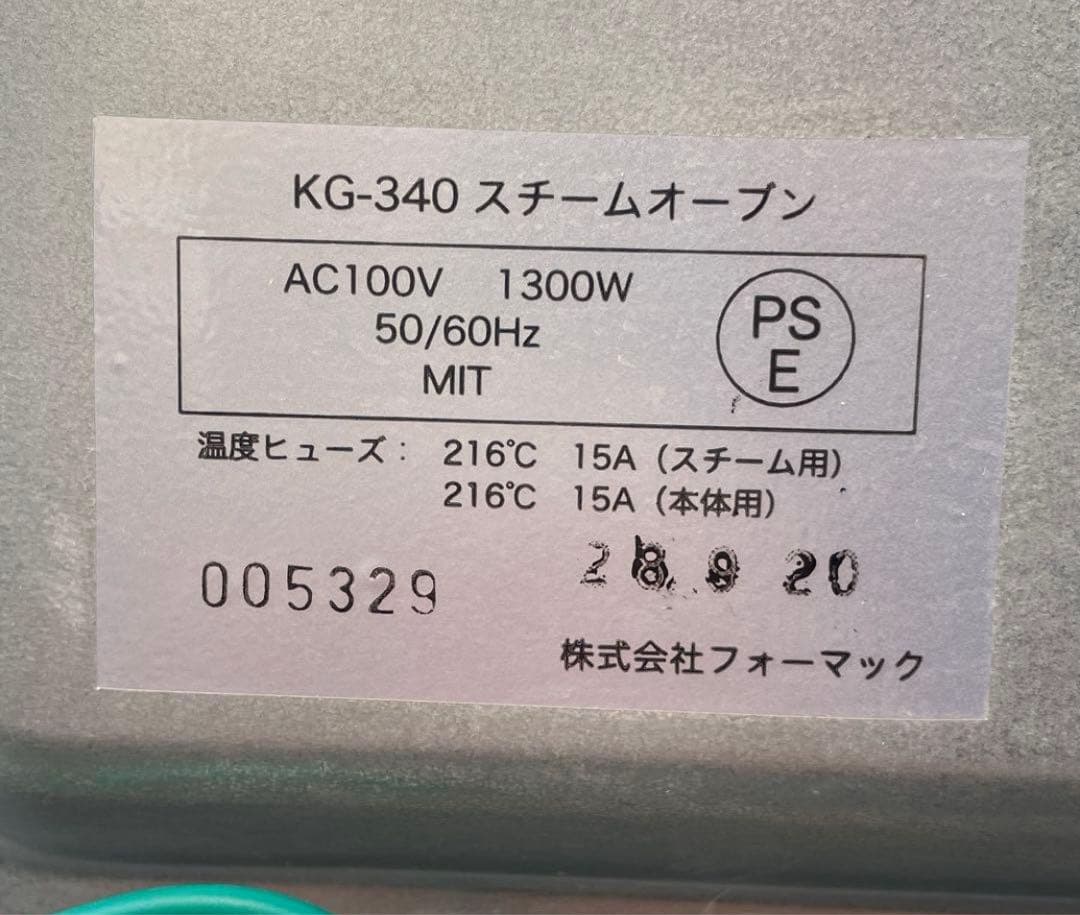 KG-340 スチームオーブン
AC100V 1300W
50/60Hz
MIT
PS
E
温度ヒューズ： 216℃ 15A（スチーム用）
216℃ 15A（本体用）
005329
28. 9 20
株式会社フォーマック